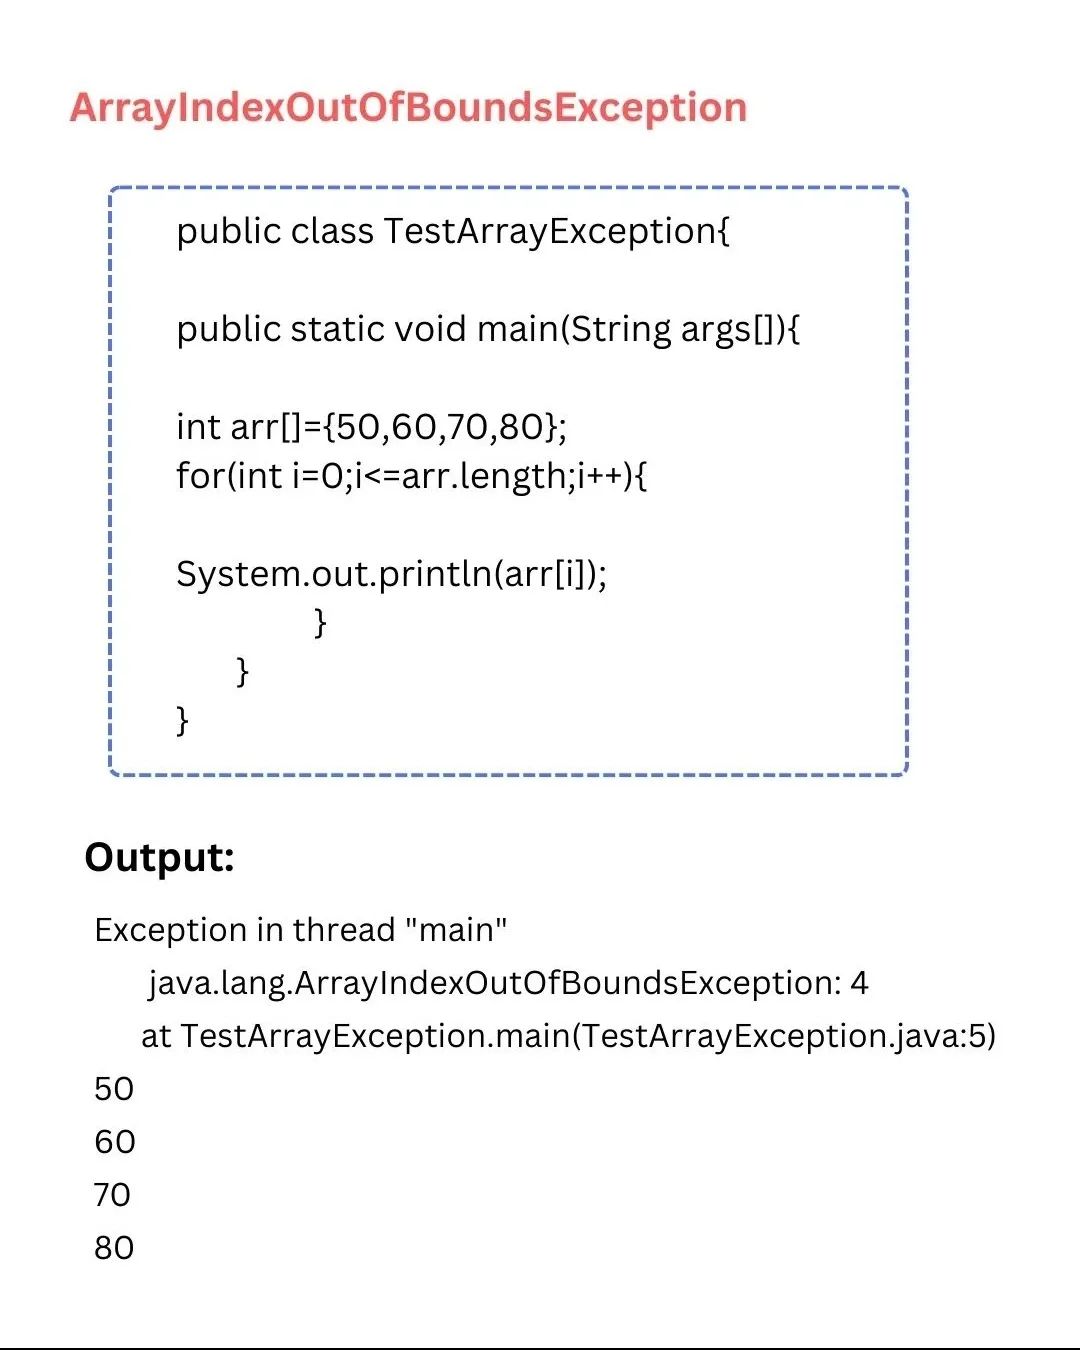 ArrayIndexOutOfBoundsException
public class TestArrayException{
public static void main(String args[]){
int arr[]={50,60,70,80};
for(int i=0;i<=arr.length;i++){
System.out.println(arr[i]);
}
}
}
Output:
Exception in thread "main"
java.lang.ArrayIndexOutOfBoundsException: 4
at TestArrayException.main(TestArrayException.java:5)
50
60
70
80